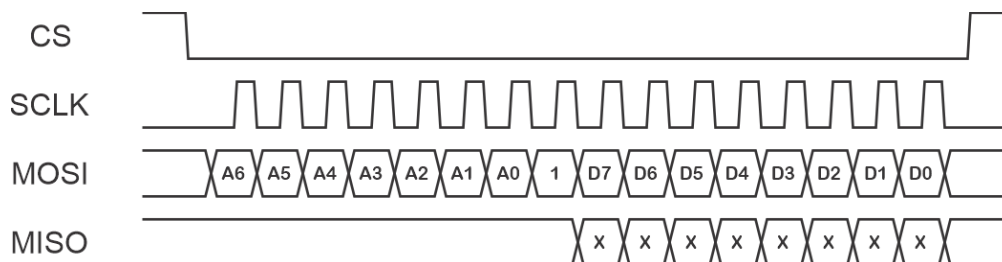 CS
SCLK
MOSI A6 A5 A4 A3 A2 A1 A0 1 D7 D6 D5 D4 D3 D2 D1 D0
MISO X X X X X X X X